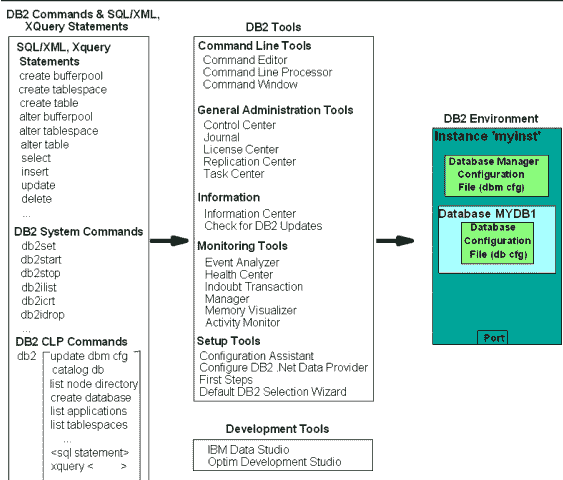 DB2 Commands & SQL/XML,
XQuery Statements
SQL/XML, Xquery
Statements
create bufferpool
create tablespace
create table
alter bufferpool
alter tablespace
alter table
select
insert
update
delete
...
DB2 System Commands
db2set
db2start
db2stop
db2ilist
db2icrt
db2idrop
...
DB2 CLP Commands
db2 update dbm cfg
catalog db
list node directory
create database
list applications
list tablespaces
...
<sql statement>
xquery < >
DB2 Tools
Command Line Tools
Command Editor
Command Line Processor
Command Window
General Administration Tools
Control Center
Journal
License Center
Replication Center
Task Center
Information
Information Center
Check for DB2 Updates
Monitoring Tools
Event Analyzer
Health Center
Indoubt Transaction
Manager
Memory Visualizer
Activity Monitor
Setup Tools
Configuration Assistant
Configure DB2 .Net Data Provider
First Steps
Default DB2 Selection Wizard
Development Tools
IBM Data Studio
Optim Development Studio
DB2 Environment
Instance 'myinst'
Database Manager
Configuration
File (dbm cfg)
Database MYDB1
Database
Configuration
File (db cfg)
Port